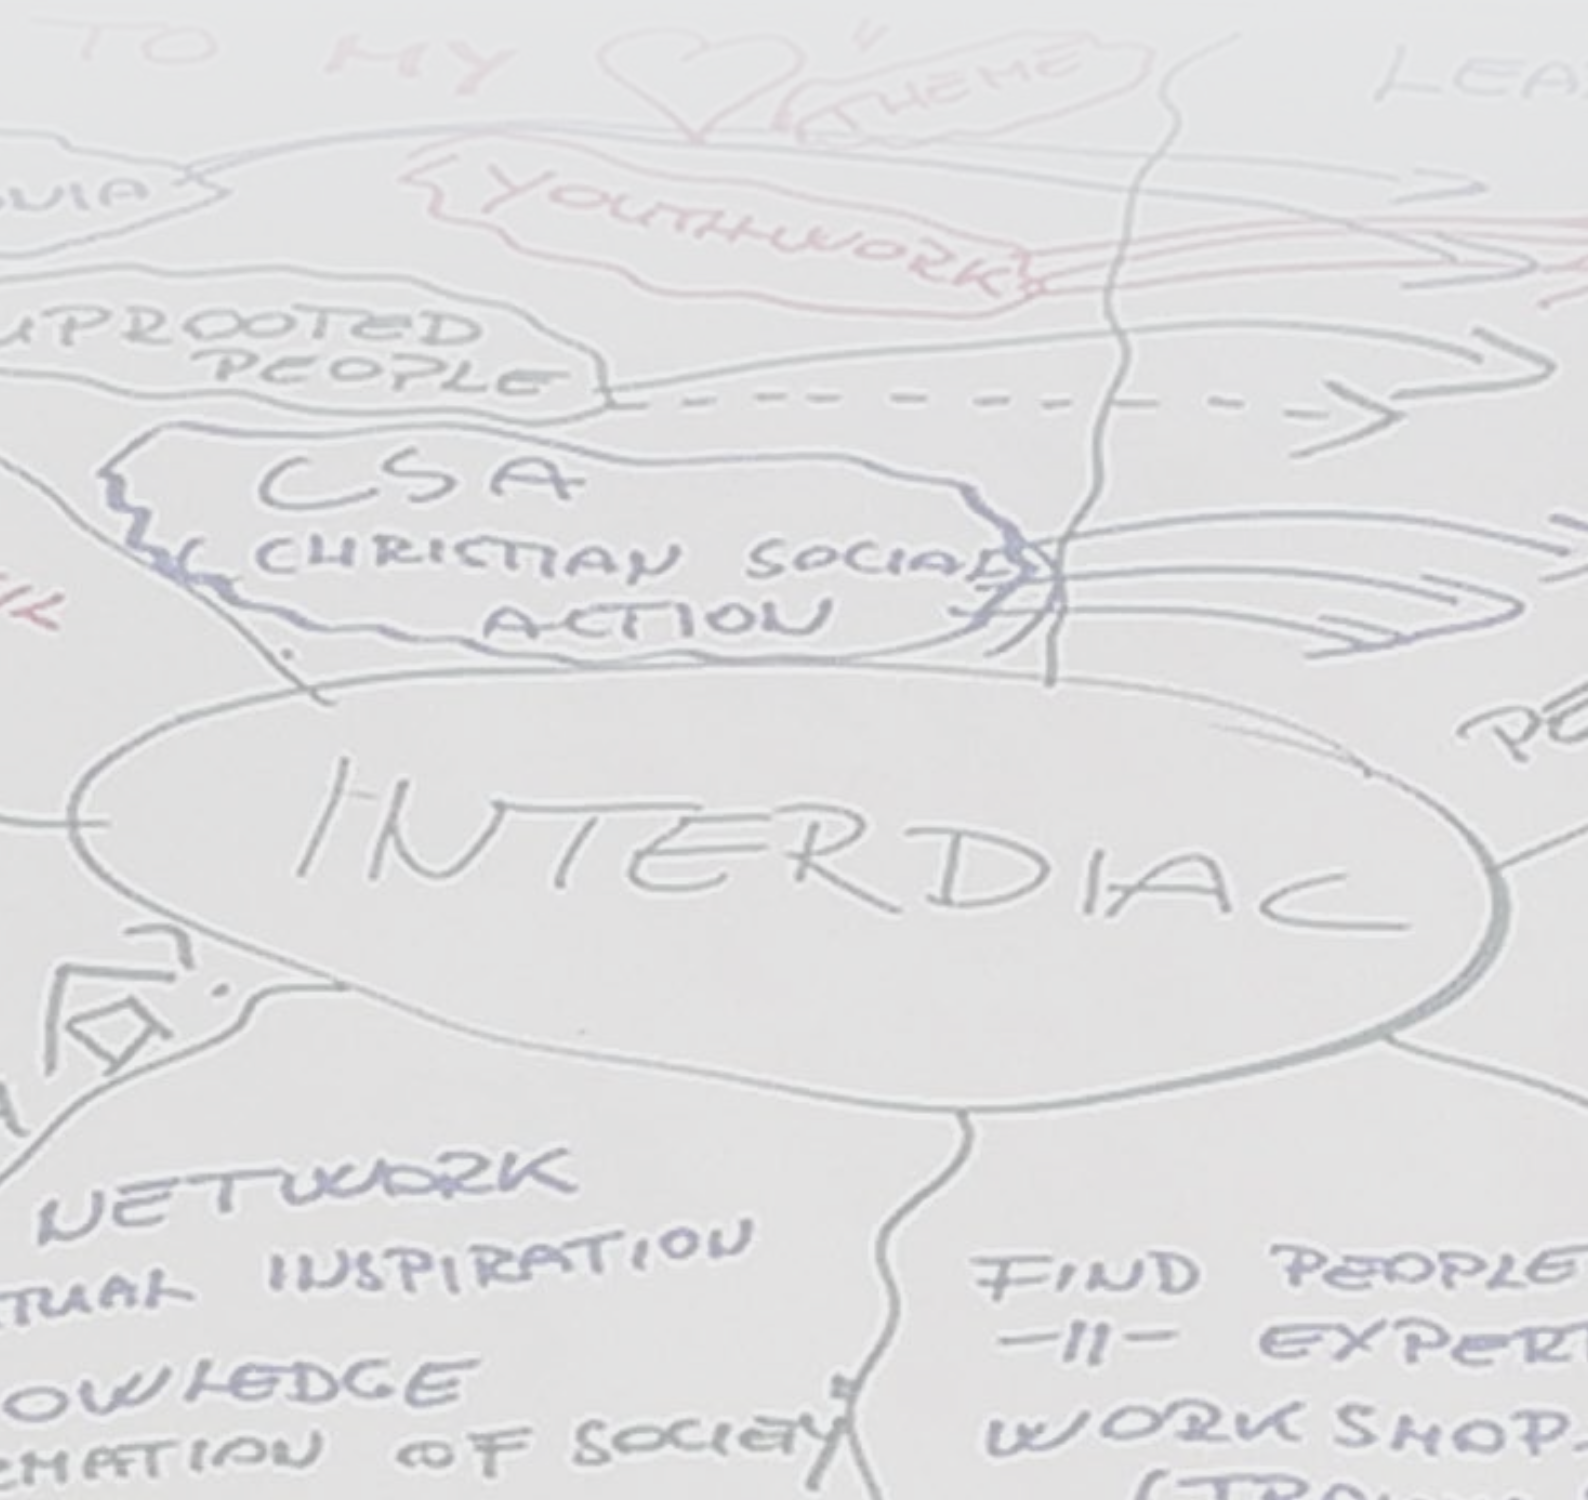 TO MY ♡ "
THEME
YOUTHWORK
UPROOTED
PEOPLE
CSA
CHRISTIAN SOCIAL
ACTION
INTERDIAC
NETWORK
INSPIRATION
FIND PEOPLE
-11- EXPERT
WORKSHOP
OF SOCIETY